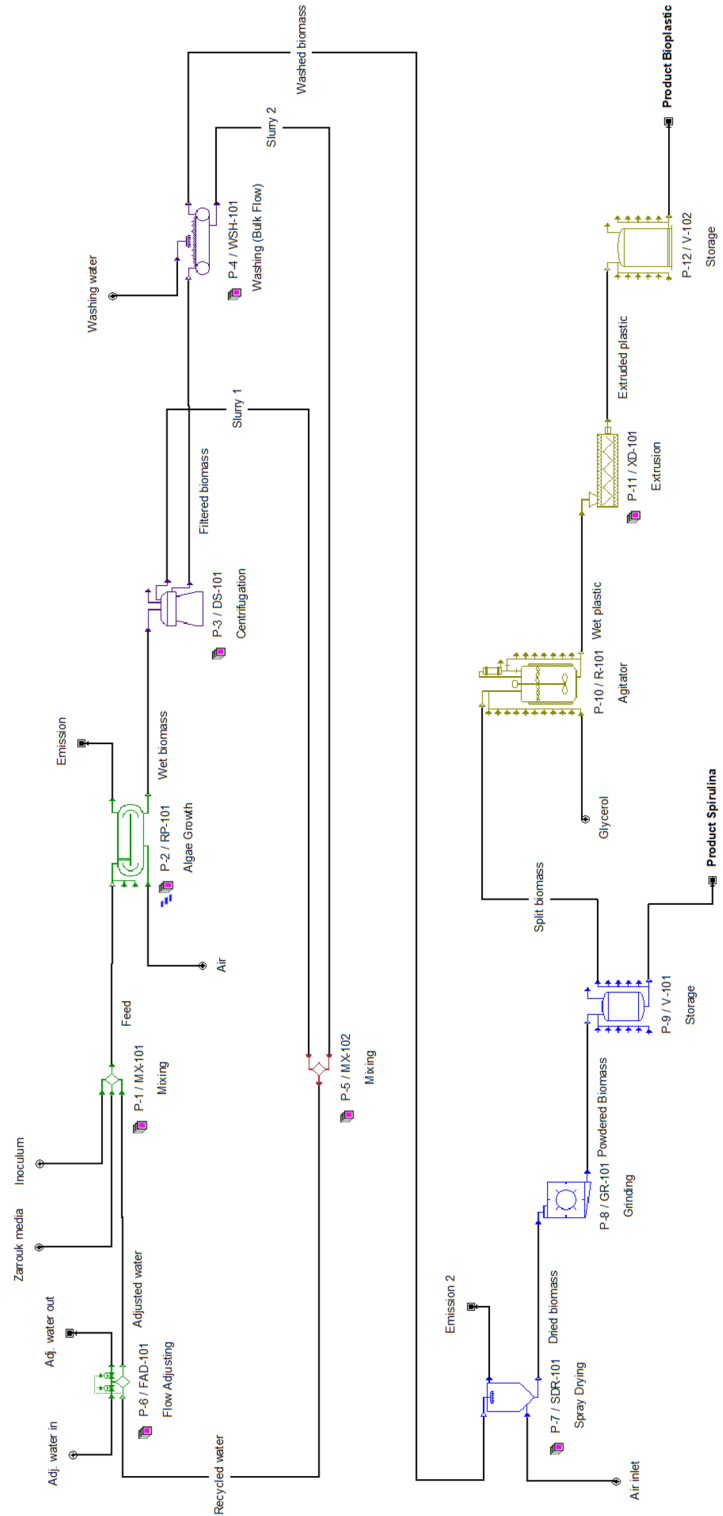 Adj. water in
Adj. water out
Zarrouk media
Inoculum
P-6 / FAD-101
Flow Adjusting
Adjusted water
Recycled water
P-1 / MX-101
Mixing
Feed
Air
P-2 / RP-101
Algae Growth
Emission
Wet biomass
P-5 / MX-102
Mixing
P-3 / DS-101
Centrifugation
Filtered biomass
Slurry 1
Washing water
P-4 / WSH-101
Washing (Bulk Flow)
Slurry 2
Washed biomass
Air inlet
P-7 / SDR-101
Spray Drying
Emission 2
Dried biomass
P-8 / GR-101
Grinding
Powdered Biomass
P-9 / V-101
Storage
Split biomass
Product Spirulina
Glycerol
P-10 / R-101
Agitator
Wet plastic
P-11 / XD-101
Extrusion
Extruded plastic
P-12 / V-102
Storage
Product Bioplastic